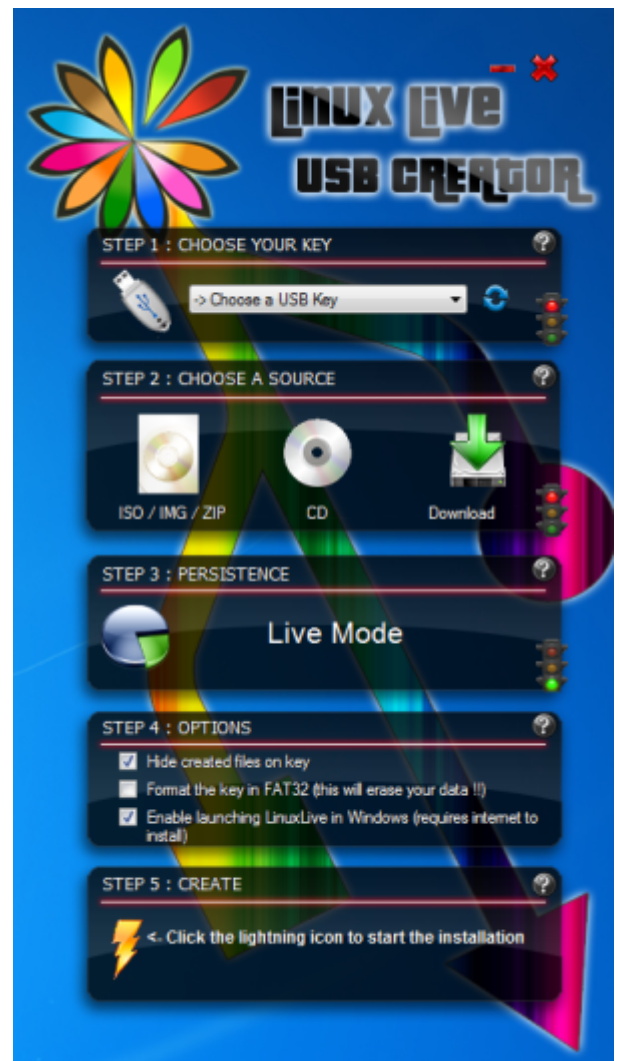 Linux Live
USB CREATOR
STEP 1 : CHOOSE YOUR KEY
?
-> Choose a USB Key
STEP 2 : CHOOSE A SOURCE
?
ISO / IMG / ZIP
CD
Download
STEP 3 : PERSISTENCE
?
Live Mode
STEP 4 : OPTIONS
?
Hide created files on key
Format the key in FAT32 (this will erase your data !!)
Enable launching LinuxLive in Windows (requires internet to
install)
STEP 5 : CREATE
?
<- Click the lightning icon to start the installation